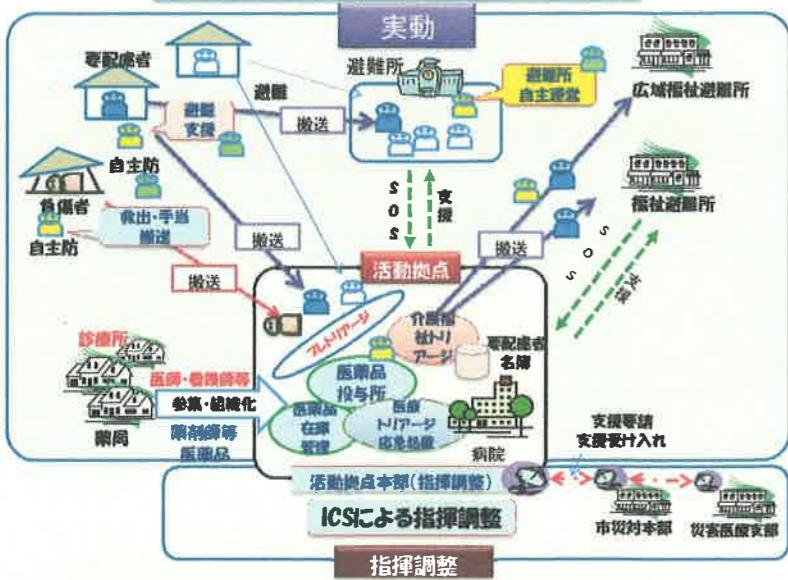 実動
要配慮者
避難所
避難所
自主運営
広域福祉避難所
避難
避難
支援
搬送
自主防
負傷者
救出・手当
搬送
自主防
搬送
搬送
SOS
支援
搬送
福祉避難所
SOS
支援
活動拠点
プレトリアージ
介護福
祉トリ
アージ
要配慮者
名簿
診療所
医師・看護師等
参集・組織化
薬局
薬剤師等
医薬品
医薬品
投与所
医薬品
在庫
管理
医療
トリアージ
応急処置
病院
支援要請
支援受け入れ
活動拠点本部(指揮調整)
ICSによる指揮調整
市災対本部
災害医療支部
指揮調整